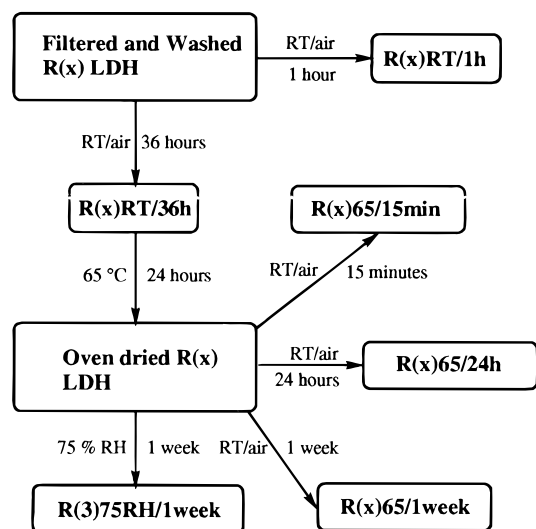 Filtered and Washed
R(x) LDH
RT/air
1 hour
R(x)RT/1h
RT/air 36 hours
R(x)RT/36h
R(x)65/15min
65 °C 24 hours
RT/air 15 minutes
Oven dried R(x)
LDH
RT/air
24 hours
R(x)65/24h
75 % RH 1 week
RT/air 1 week
R(3)75RH/1week
R(x)65/1week